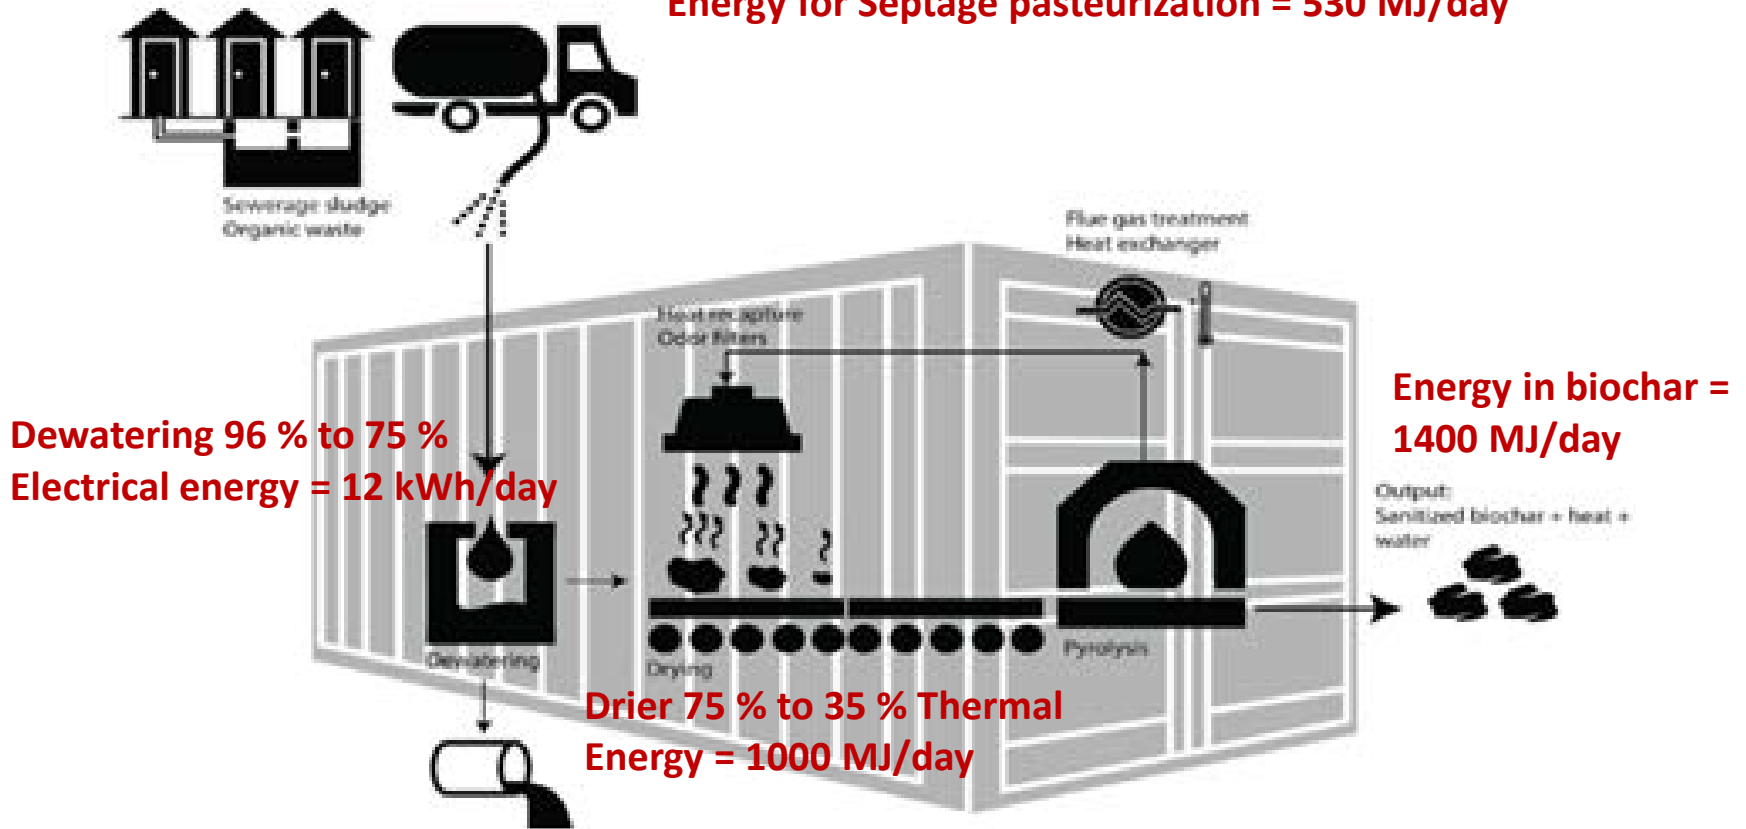 Energy for Septage pasteurization = 530 MJ/day
Sewerage sludge
Organic waste
Flue gas treatment
Heat exchanger
Heat recapture
Odor filters
Energy in biochar =
1400 MJ/day
Dewatering 96 % to 75 %
Electrical energy = 12 kWh/day
Output:
Sanitized biochar + heat +
water
Dewatering
Drying
Pyrolysis
Drier 75 % to 35 % Thermal
Energy = 1000 MJ/day